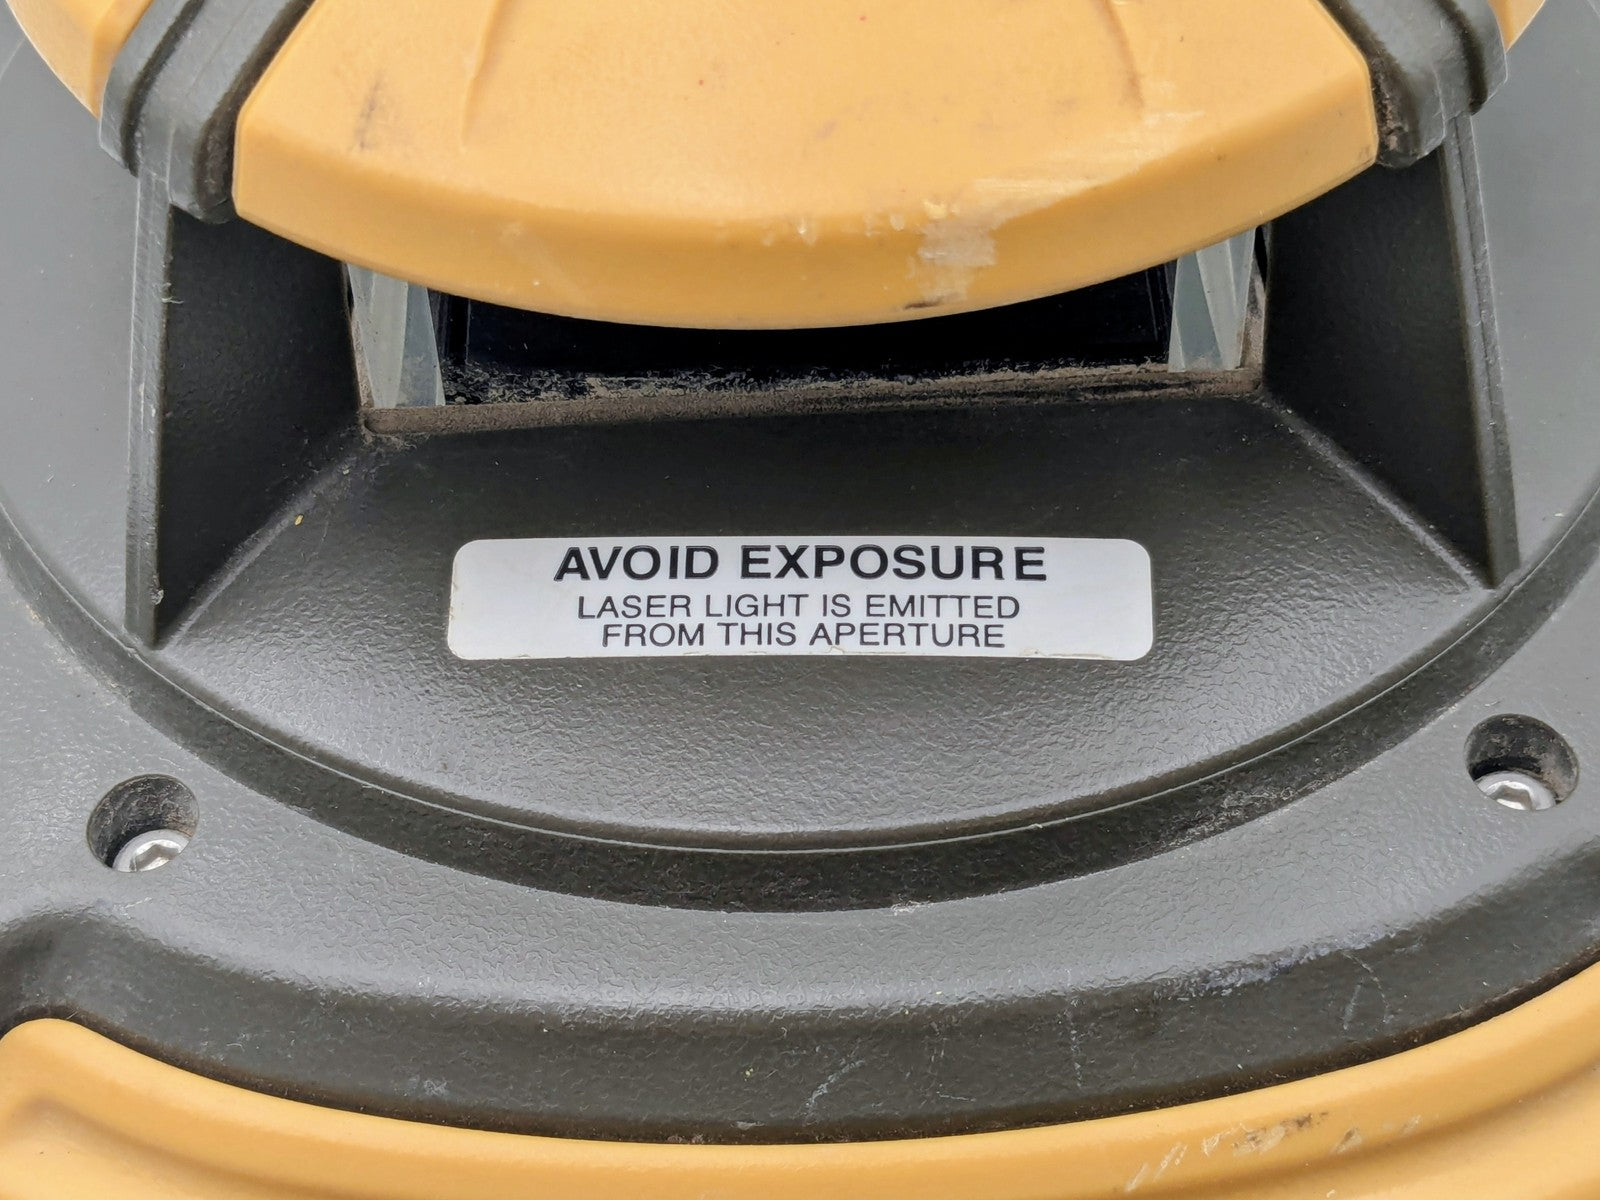 AVOID EXPOSURE
LASER LIGHT IS EMITTED
FROM THIS APERTURE